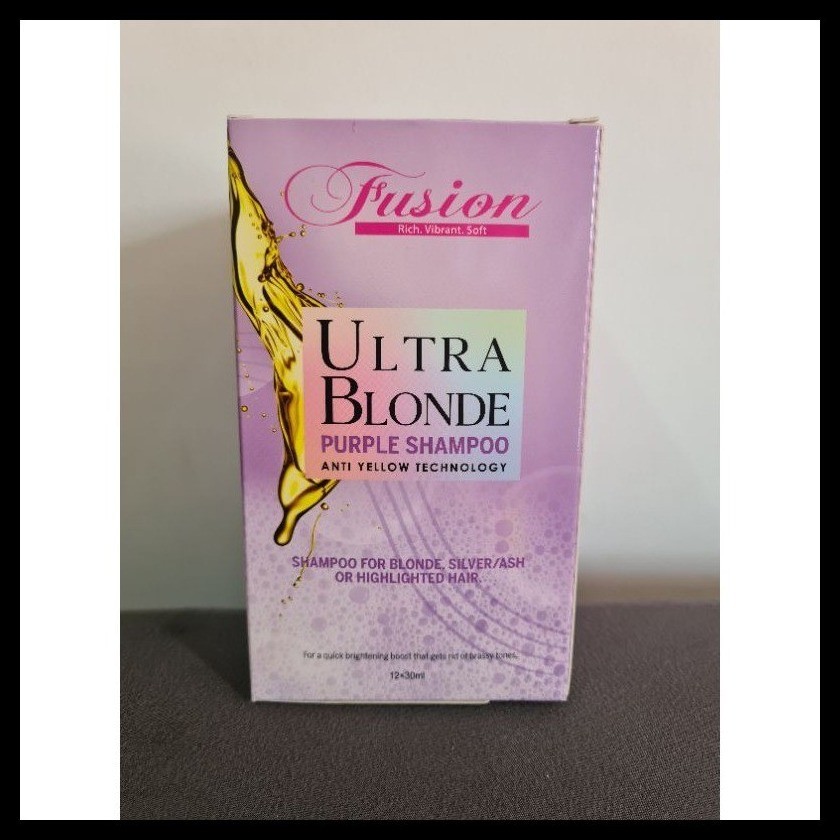 Fusion
Rich. Vibrant. Soft
ULTRA
BLONDE
PURPLE SHAMPOO
ANTI YELLOW TECHNOLOGY
SHAMPOO FOR BLONDE, SILVER/ASH
OR HIGHLIGHTED HAIR.
For a quick brightening boost that gets rid of brassy tones.
12×30ml